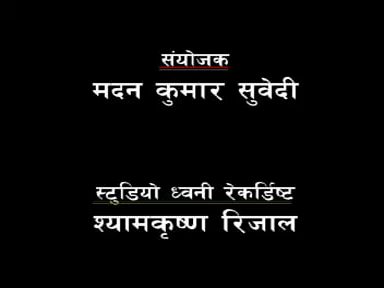 संयोजक
मदन कुमार सुवेदी
स्टुडियो ध्वनी रेकर्डिष्ट
श्यामकृष्ण रिजाल